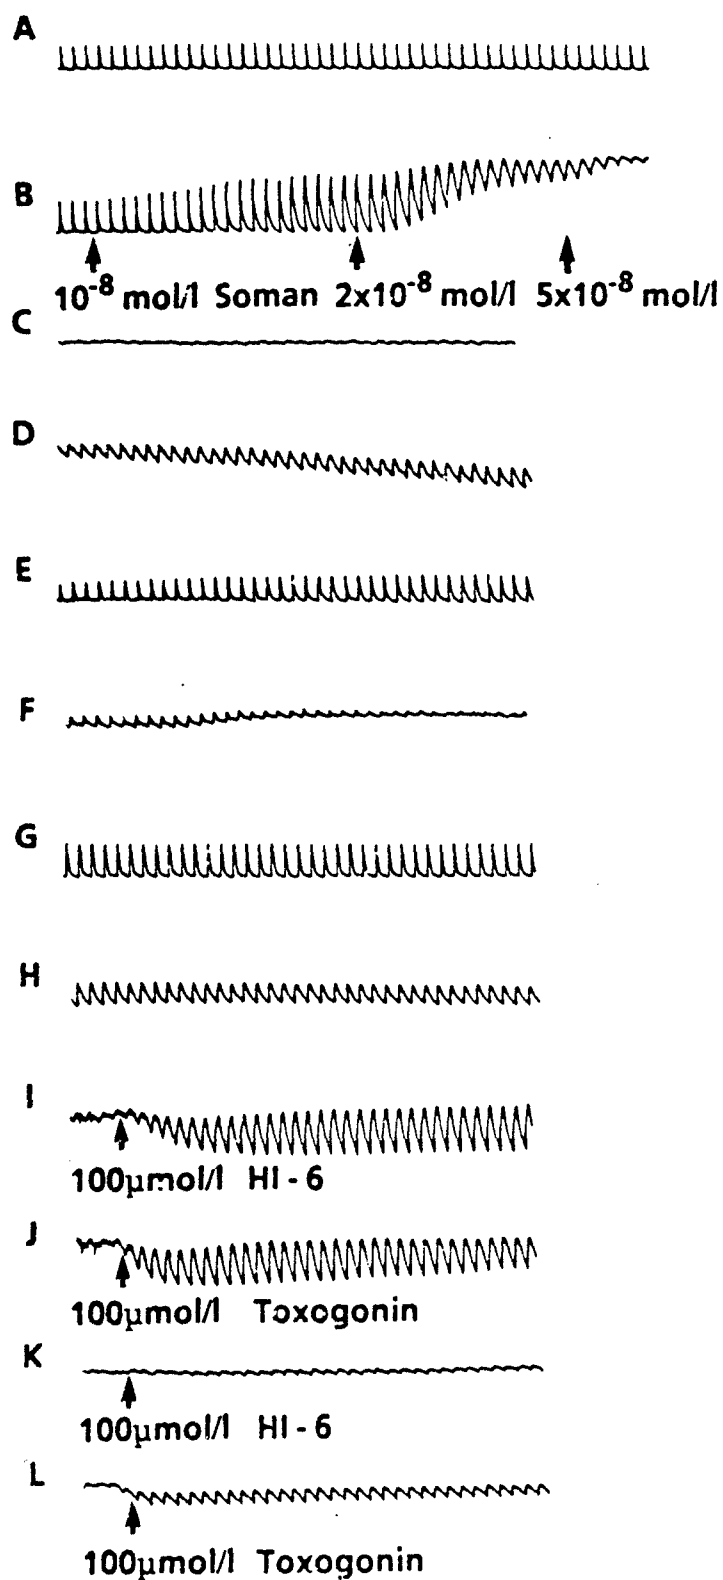 A
B
10⁻⁸ mol/l Soman 2x10⁻⁸ mol/l 5x10⁻⁸ mol/l
C
D
E
F
G
H
I
100μmol/l HI - 6
J
100μmol/l Toxogonin
K
100μmol/l HI - 6
L
100μmol/l Toxogonin